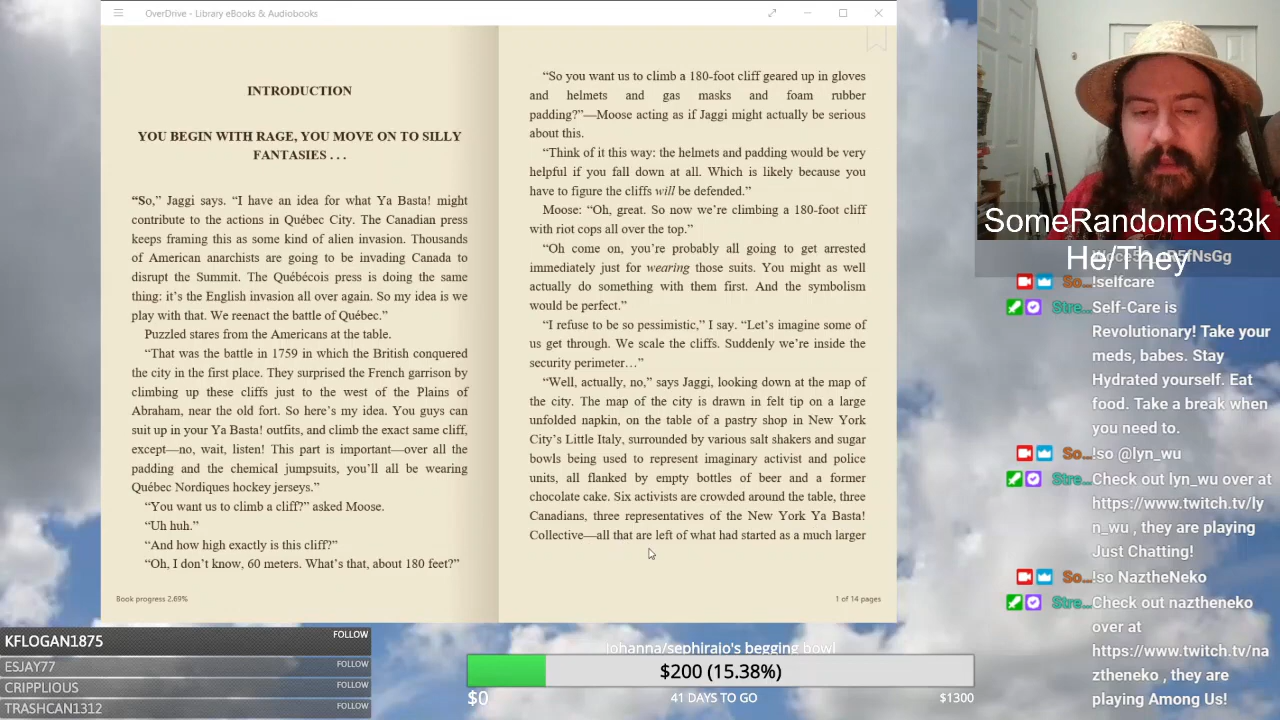 OverDrive - Library eBooks & Audiobooks
INTRODUCTION
YOU BEGIN WITH RAGE, YOU MOVE ON TO SILLY
FANTASIES . . .
“So,” Jaggi says. “I have an idea for what Ya Basta! might
contribute to the actions in Québec City. The Canadian press
keeps framing this as some kind of alien invasion. Thousands
of American anarchists are going to be invading Canada to
disrupt the Summit. The Québécois press is doing the same
thing: it’s the English invasion all over again. So my idea is we
play with that. We reenact the battle of Québec.”
Puzzled stares from the Americans at the table.
“That was the battle in 1759 in which the British conquered
the city in the first place. They surprised the French garrison by
climbing up these cliffs just to the west of the Plains of
Abraham, near the old fort. So here’s my idea. You guys can
suit up in your Ya Basta! outfits, and climb the exact same cliff,
except—no, wait, listen! This part is important—over all the
padding and the chemical jumpsuits, you’ll all be wearing
Québec Nordiques hockey jerseys.”
“You want us to climb a cliff?” asked Moose.
“Uh huh.”
“And how high exactly is this cliff?”
“Oh, I don’t know, 60 meters. What’s that, about 180 feet?”
Book progress 2.69%
“So you want us to climb a 180-foot cliff geared up in gloves
and helmets and gas masks and foam rubber
padding?”—Moose acting as if Jaggi might actually be serious
about this.
“Think of it this way: the helmets and padding would be very
helpful if you fall down at all. Which is likely because you
have to figure the cliffs will be defended.”
Moose: “Oh, great. So now we’re climbing a 180-foot cliff
with riot cops all over the top.”
“Oh come on, you’re probably all going to get arrested
immediately just for wearing those suits. You might as well
actually do something with them first. And the symbolism
would be perfect.”
“I refuse to be so pessimistic,” I say. “Let’s imagine some of
us get through. We scale the cliffs. Suddenly we’re inside the
security perimeter…”
“Well, actually, no,” says Jaggi, looking down at the map of
the city. The map of the city is drawn in felt tip on a large
unfolded napkin, on the table of a pastry shop in New York
City’s Little Italy, surrounded by various salt shakers and sugar
bowls being used to represent imaginary activist and police
units, all flanked by empty bottles of beer and a former
chocolate cake. Six activists are crowded around the table, three
Canadians, three representatives of the New York Ya Basta!
Collective—all that are left of what had started as a much larger
1 of 14 pages
SomeRandomG33k
He/They
So... !selfcare
Stre... Self-Care is
Revolutionary! Take your
meds, babes. Stay
Hydrated yourself. Eat
food. Take a break when
you need to.
So... !so @lyn_wu
Stre... Check out lyn_wu over at
https://www.twitch.tv/ly
n_wu , they are playing
Just Chatting!
So... !so NaztheNeko
Stre... Check out naztheneko
over at
https://www.twitch.tv/na
ztheneko , they are
playing Among Us!
KFLOGAN1875 FOLLOW
ESJAY77 FOLLOW
CRIPPLIOUS FOLLOW
TRASHCAN1312 FOLLOW
Johanna/sephiraio's begging bowl
$200 (15.38%)
$0 41 DAYS TO GO $1300